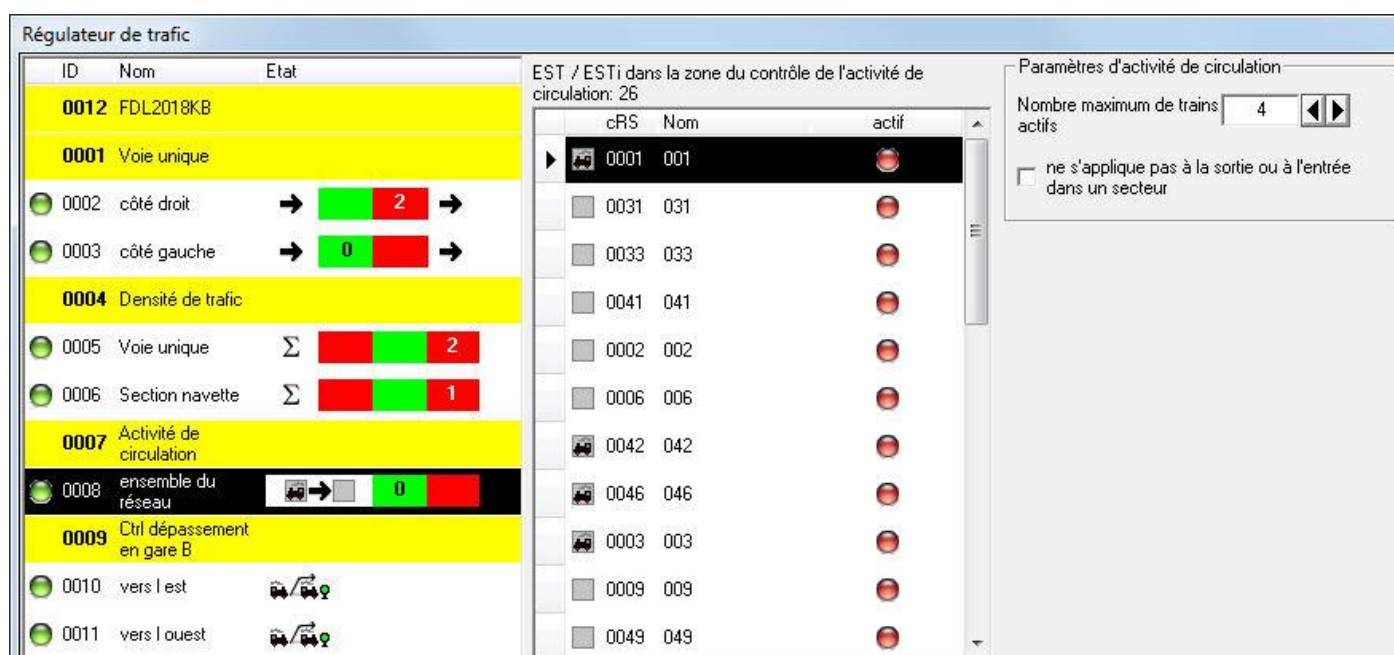 Régulateur de trafic
ID Nom Etat
0012 FDL2018KB
0001 Voie unique
0002 côté droit 2
0003 côté gauche 0
0004 Densité de trafic
0005 Voie unique Σ 2
0006 Section navette Σ 1
0007 Activité de
circulation
0008 ensemble du
réseau 0
0009 Ctrl dépassement
en gare B
0010 vers l est
0011 vers l ouest
EST / ESTi dans la zone du contrôle de l'activité de
circulation: 26
cRS Nom actif
0001 001
0031 031
0033 033
0041 041
0002 002
0006 006
0042 042
0046 046
0003 003
0009 009
0049 049
Paramètres d'activité de circulation
Nombre maximum de trains 4
actifs
ne s'applique pas à la sortie ou à l'entrée
dans un secteur